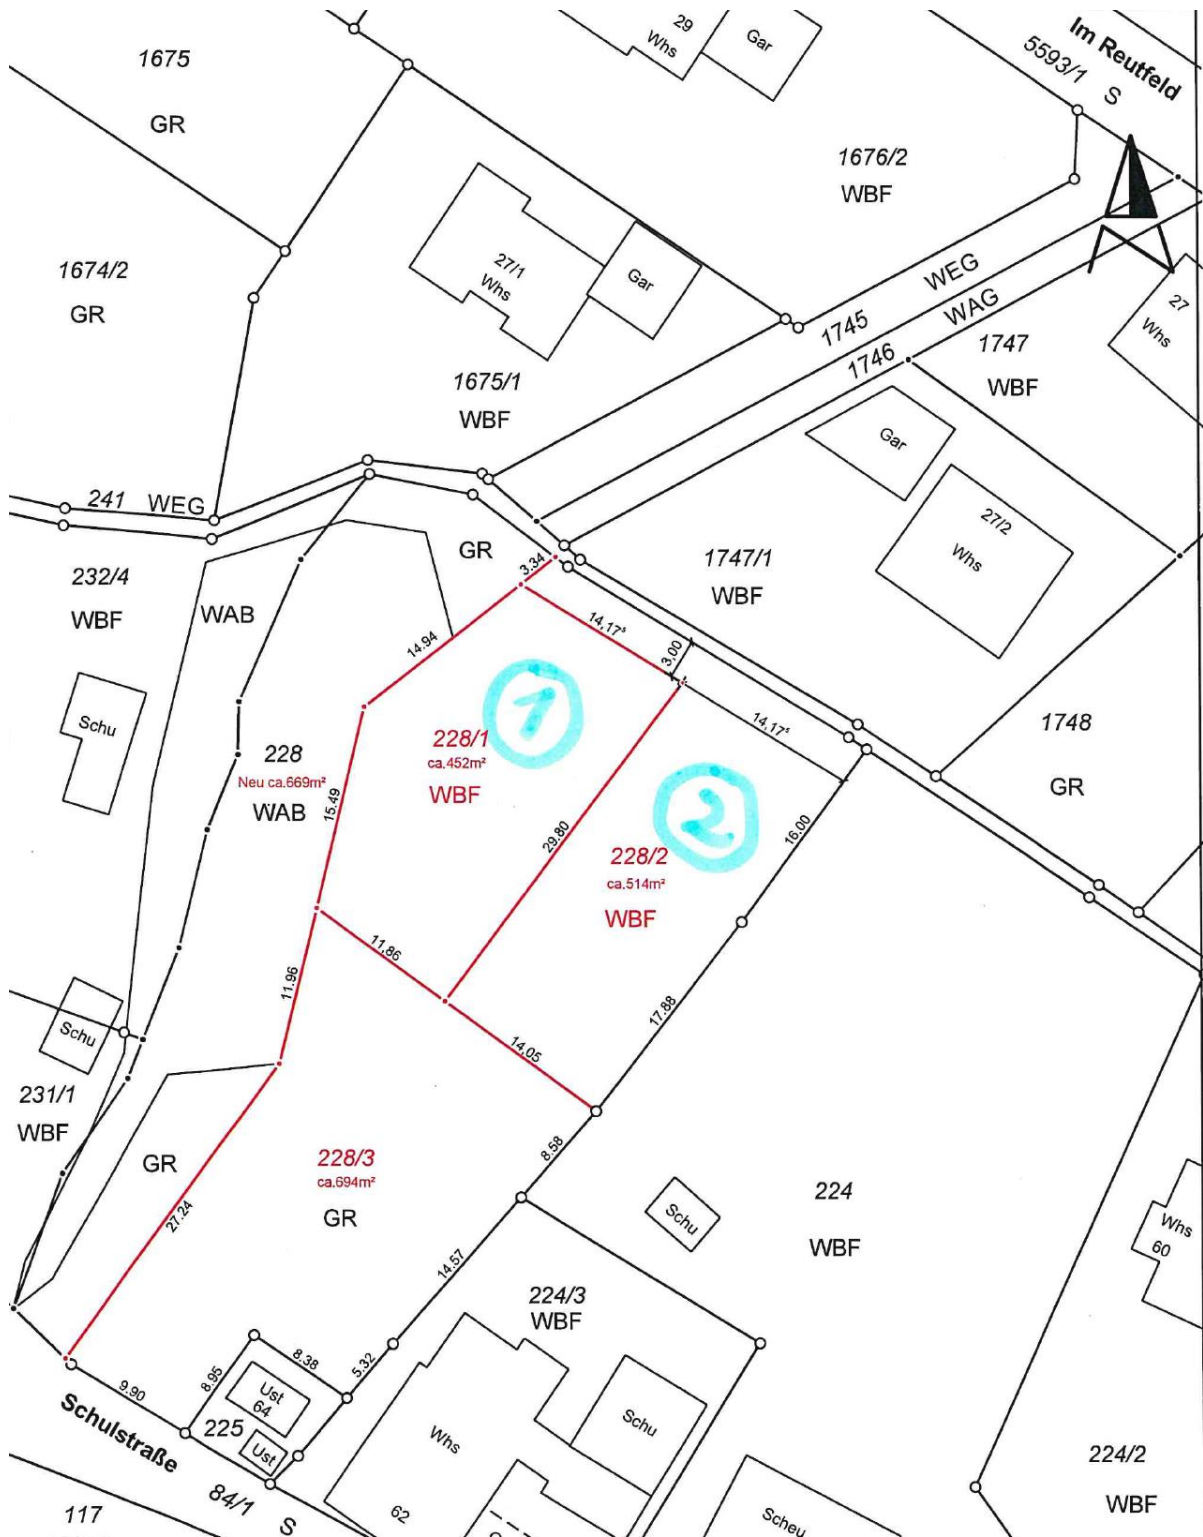 29
Whs
Gar
Im Reutfeld
5593/1 S
1675
GR
1676/2
WBF
1674/2
GR
27/1
Whs
Gar
WEG
WAG
1745
1746
27
Whs
1747
WBF
1675/1
WBF
Gar
241 WEG
27/2
Whs
GR
3.34
1747/1
WBF
232/4
WBF
WAB
14.94
14,17⁵
3.00
14,17⁵
Schu
1
228/1
ca.452m²
WBF
228
Neu ca.669m²
WAB
1748
GR
15.49
29.80
2
228/2
ca.514m²
WBF
16.00
11,86
11.96
17.88
14,05
Schu
231/1
WBF
GR
228/3
ca.694m²
GR
8.58
27.24
224
WBF
Schu
Whs
60
14.57
224/3
WBF
8.38
5.32
8.95
9.90
Ust
64
225
Ust
Schulstraße
84/1 S
Whs
62
Schu
Scheu
224/2
WBF
117